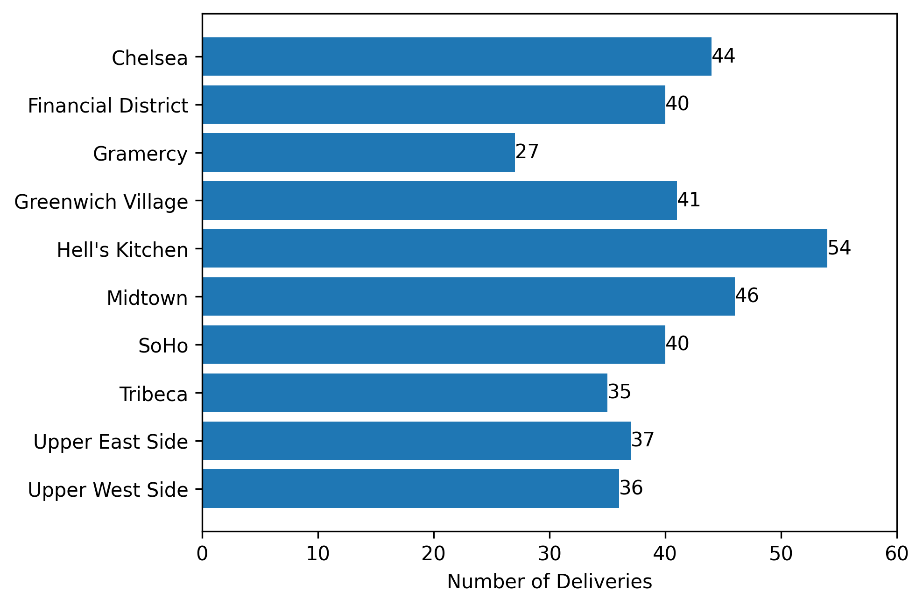 Chelsea 44
Financial District 40
Gramercy 27
Greenwich Village 41
Hell's Kitchen 54
Midtown 46
SoHo 40
Tribeca 35
Upper East Side 37
Upper West Side 36
0 10 20 30 40 50 60
Number of Deliveries